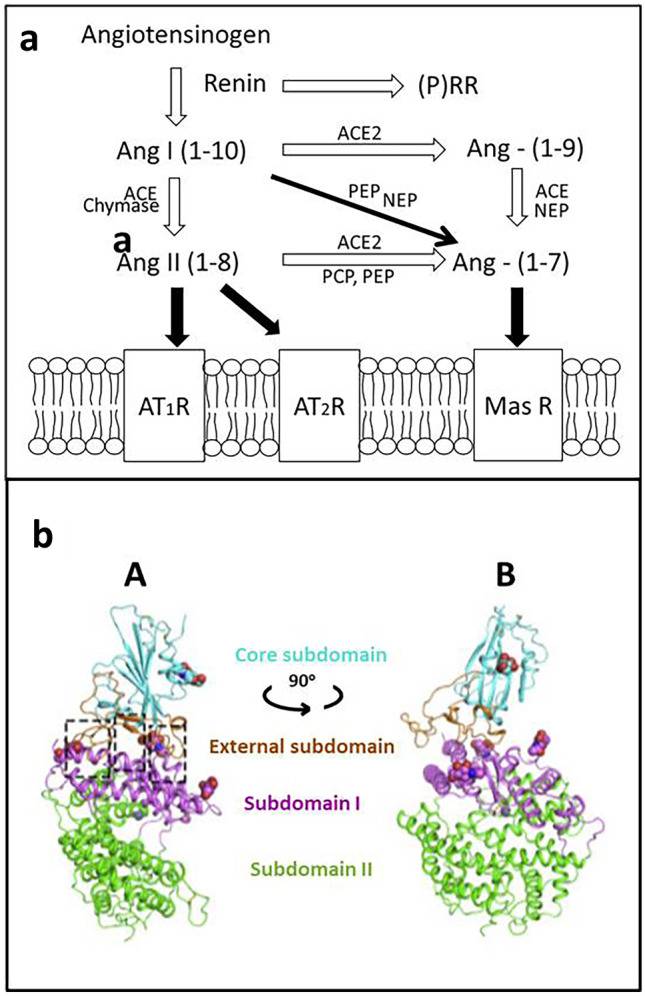 a
Angiotensinogen
Renin
(P)RR
Ang I (1-10)
ACE2
Ang - (1-9)
ACE
Chymase
PEP NEP
ACE
NEP
a
Ang II (1-8)
ACE2
PCP, PEP
Ang - (1-7)
AT1R
AT2R
Mas R
b
A
B
Core subdomain
90°
External subdomain
Subdomain I
Subdomain II